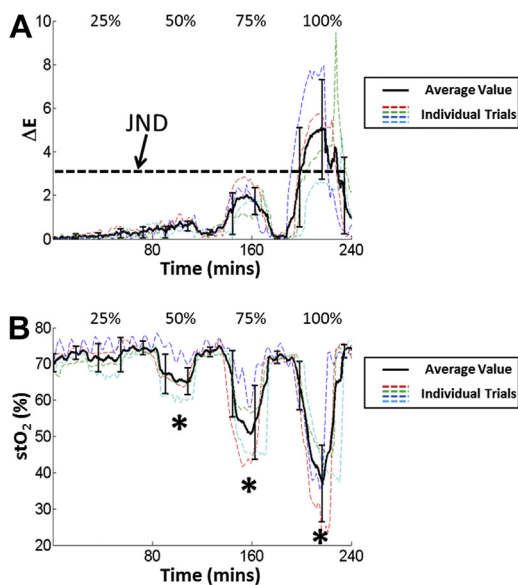 A
25% 50% 75% 100%
10
8
6
4
2
0
ΔE
JND
80 160 240
Time (mins)
Average Value
Individual Trials
B
25% 50% 75% 100%
80
70
60
50
40
30
20
stO₂ (%)
* * *
80 160 240
Time (mins)
Average Value
Individual Trials